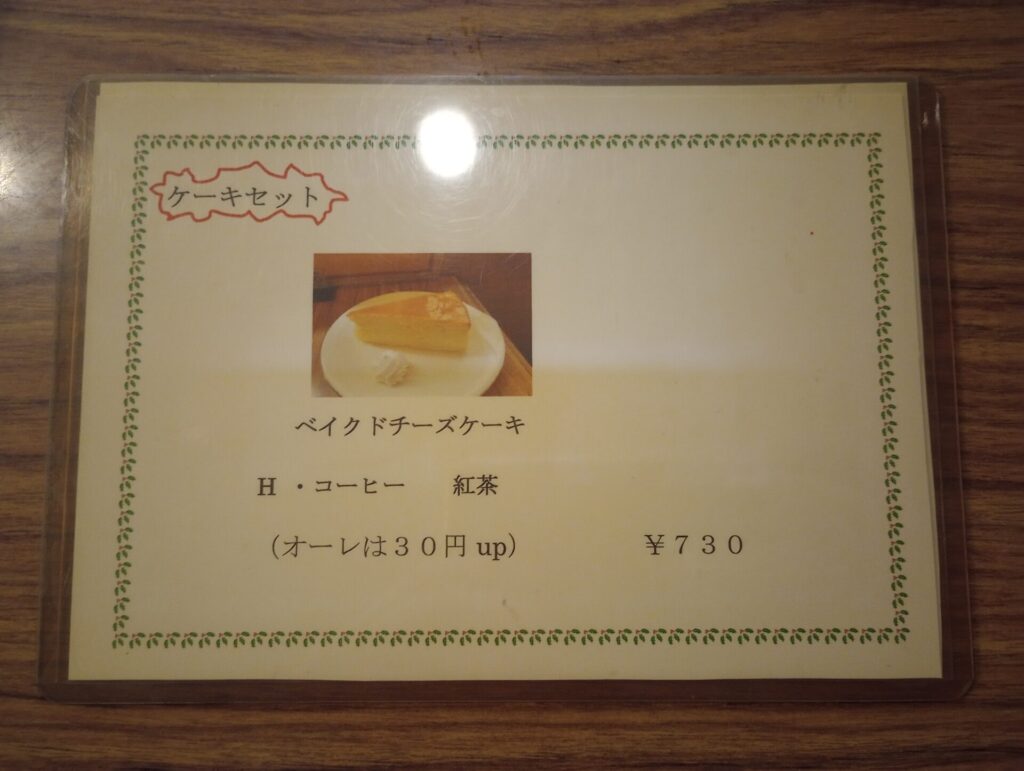 ケーキセット
ベイクドチーズケーキ
H ・コーヒー　　紅茶
（オーレは３０円 up）　　　　￥７３０